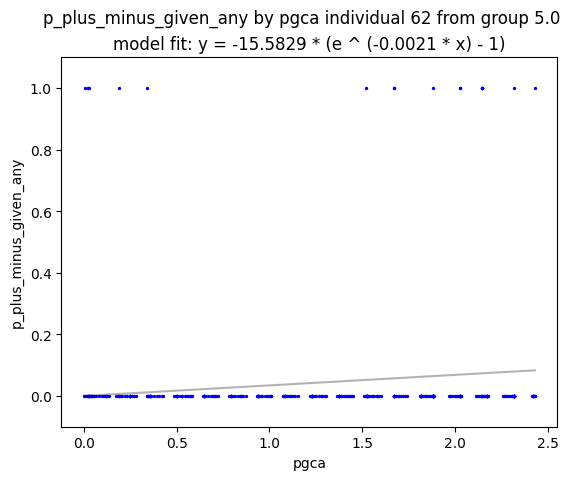 p_plus_minus_given_any by pgca individual 62 from group 5.0
model fit: y = -15.5829 * (e ^ (-0.0021 * x) - 1)
1.0
0.8
0.6
0.4
0.2
0.0
p_plus_minus_given_any
0.0 0.5 1.0 1.5 2.0 2.5
pgca